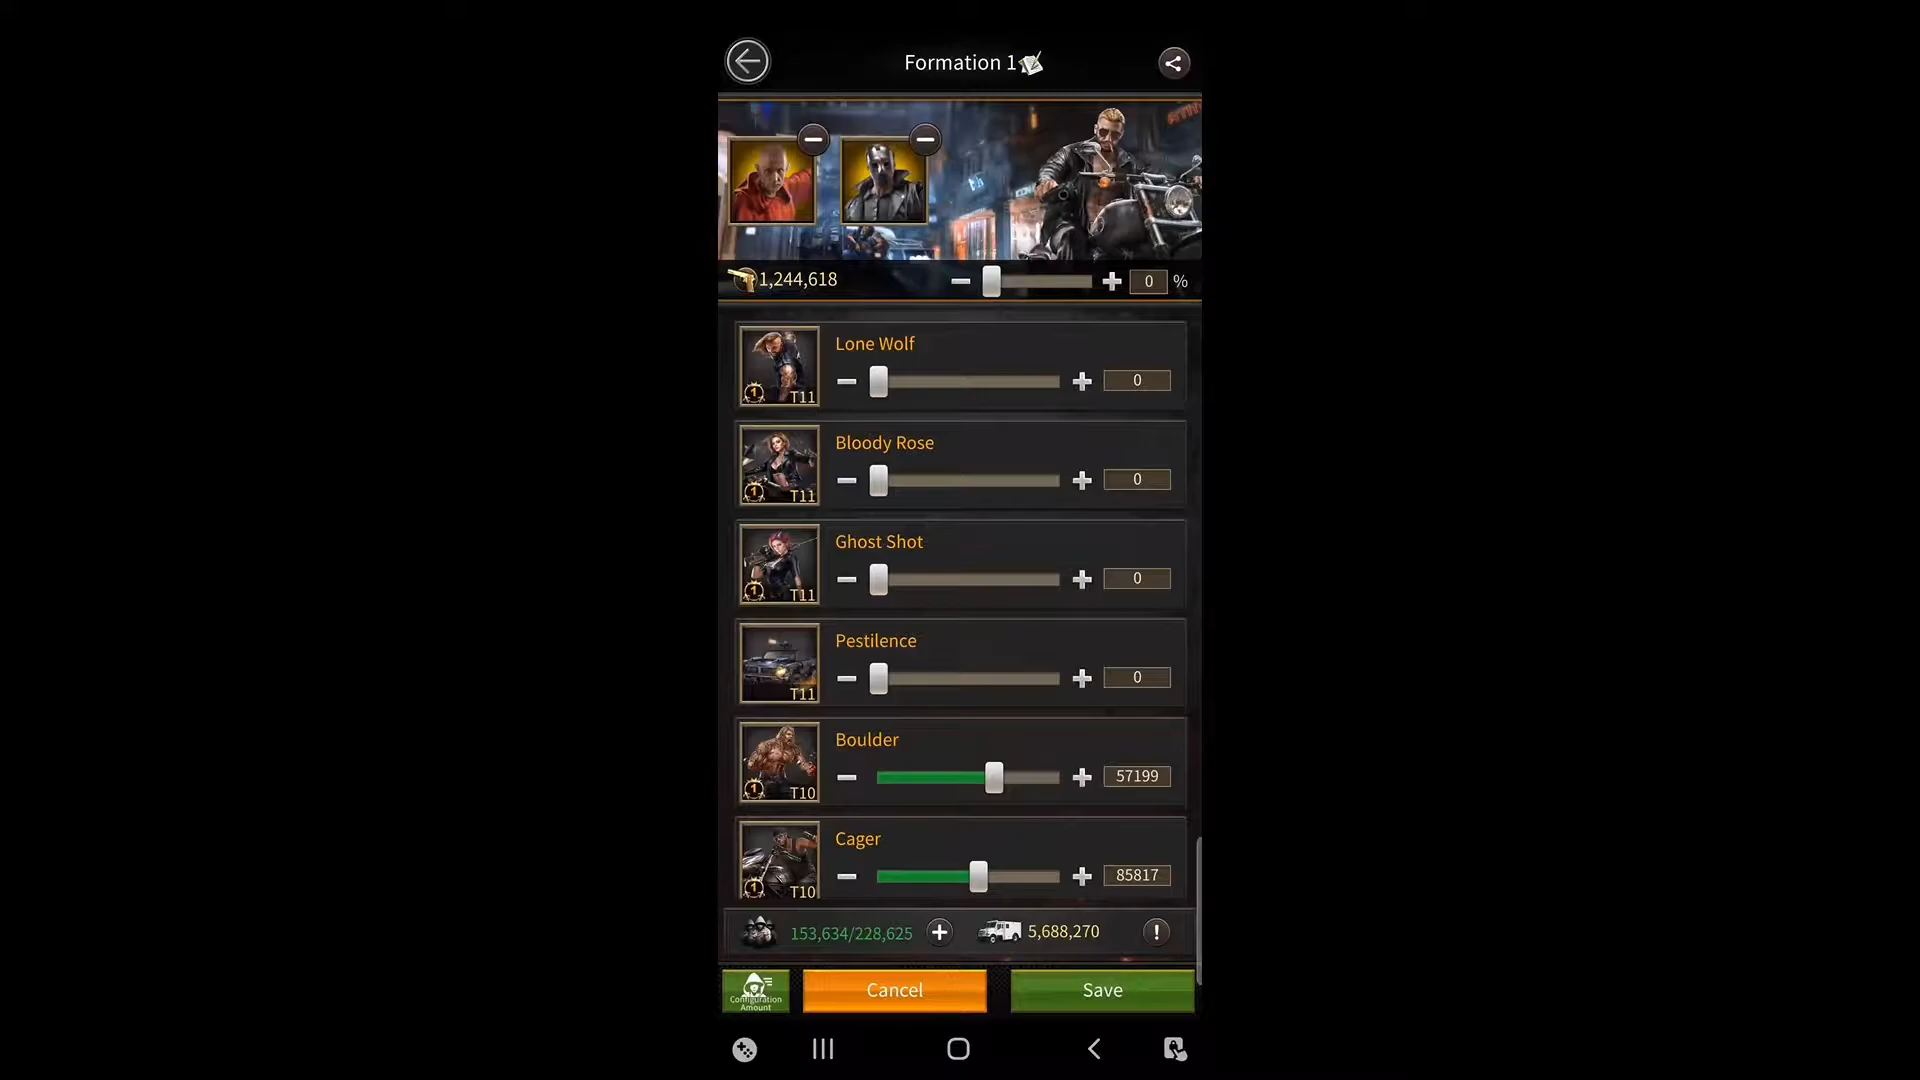 Formation 1
1,244,618
0 %
Lone Wolf
T11
0
Bloody Rose
T11
0
Ghost Shot
T11
0
Pestilence
T11
0
Boulder
T10
57199
Cager
T10
85817
153,634/228,625
5,688,270
Configuration
Amount
Cancel
Save